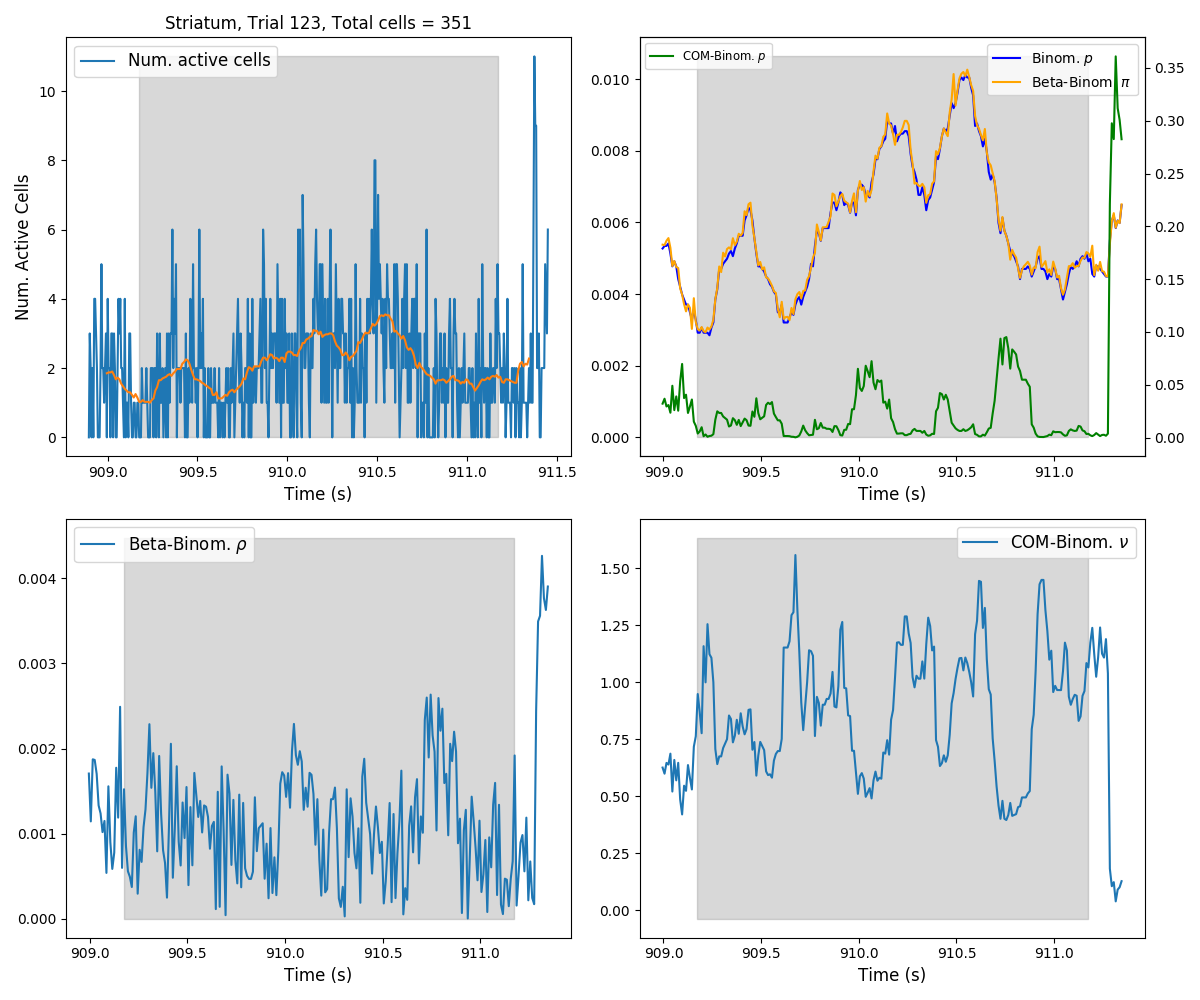 Striatum, Trial 123, Total cells = 351
Num. active cells
Num. Active Cells
10
8
6
4
2
0
909.0 909.5 910.0 910.5 911.0 911.5
Time (s)
COM-Binom. p
Binom. p
Beta-Binom. π
0.010
0.008
0.006
0.004
0.002
0.000
0.35
0.30
0.25
0.20
0.15
0.10
0.05
0.00
909.0 909.5 910.0 910.5 911.0
Time (s)
Beta-Binom. ρ
0.004
0.003
0.002
0.001
0.000
909.0 909.5 910.0 910.5 911.0
Time (s)
COM-Binom. ν
1.50
1.25
1.00
0.75
0.50
0.25
0.00
909.0 909.5 910.0 910.5 911.0
Time (s)